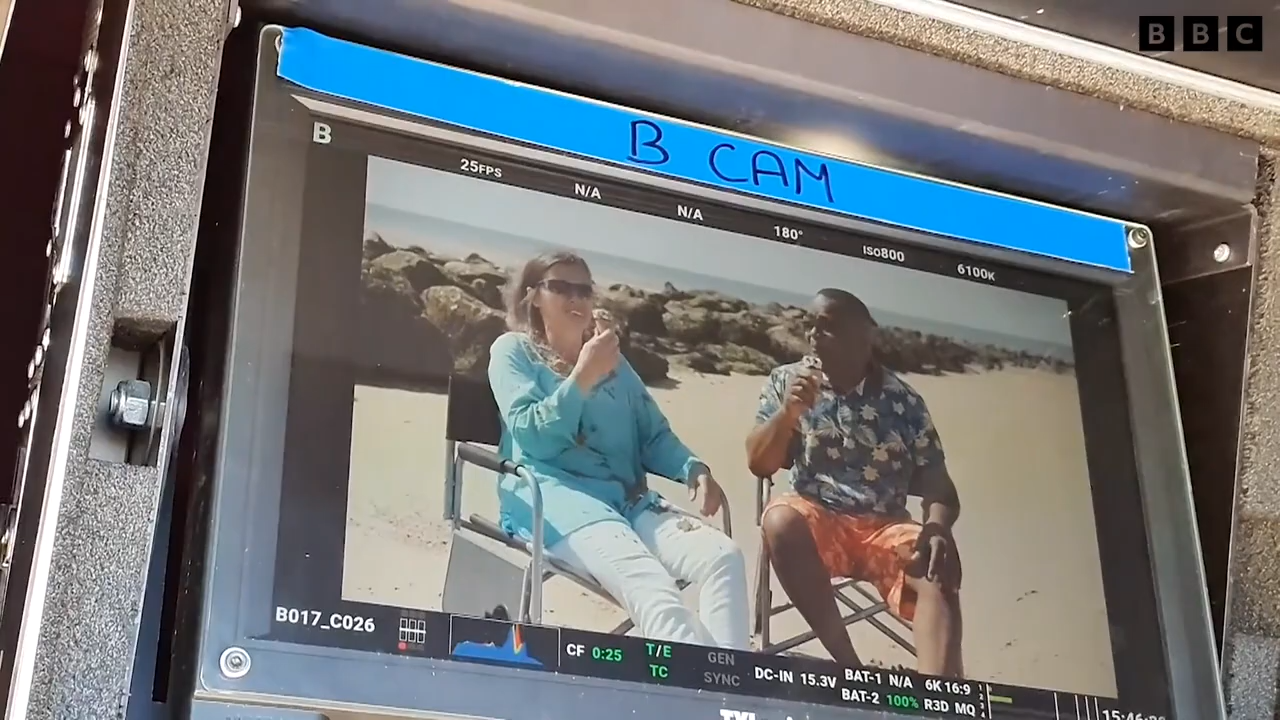 BBC
B CAM
B
25FPS
N/A
N/A
180°
ISO800
6100K
B017_C026
CF 0:25
T/E
TC
GEN
SYNC
DC-IN 15.3V
BAT-1 N/A
BAT-2 100%
6K 16:9
R3D MQ